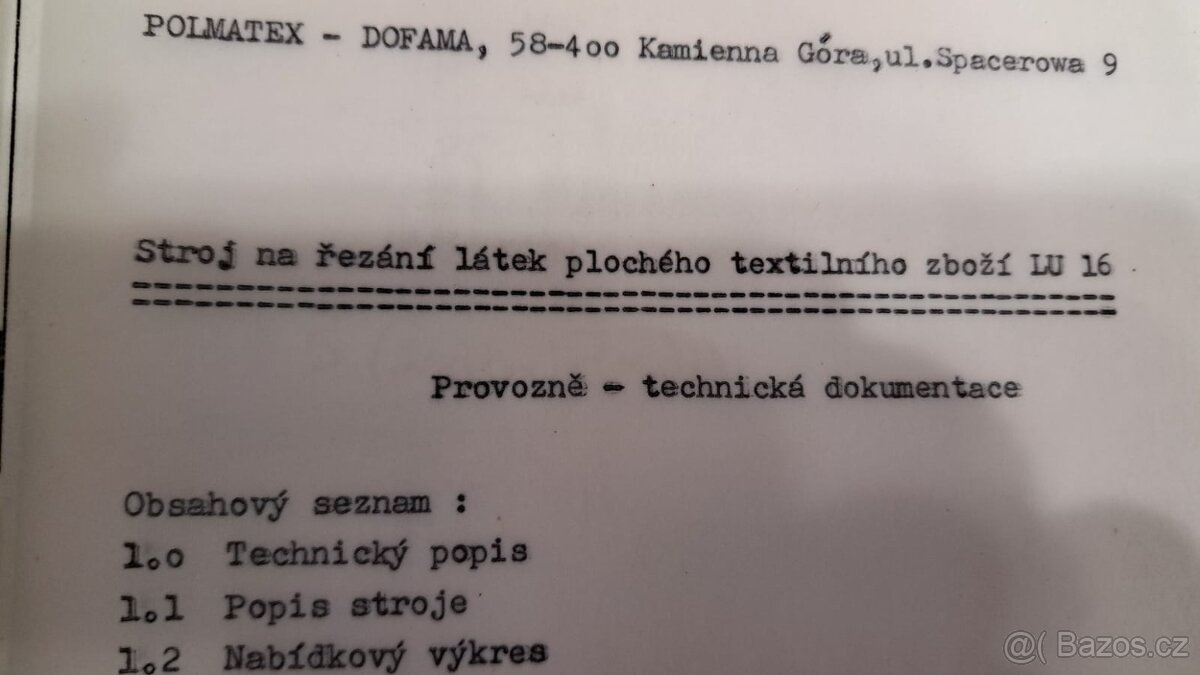 POLMATEX - DOFAMA, 58-4oo Kamienna Góra,ul.Spacerowa 9
Stroj na řezání látek plochého textilního zboží LU 16
Provozně - technická dokumentace
Obsahový seznam :
1.o Technický popis
1.1 Popis stroje
1.2 Nabídkový výkres
@( Bazos.cz